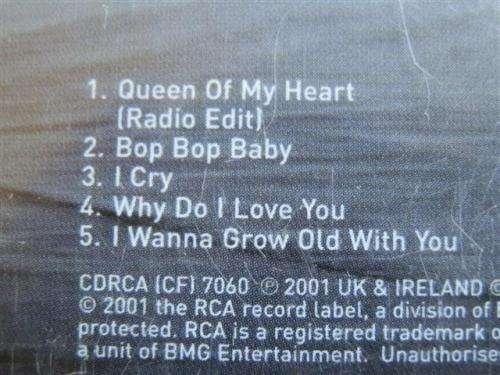 1. Queen Of My Heart
(Radio Edit)
2. Bop Bop Baby
3. I Cry
4. Why Do I Love You
5. I Wanna Grow Old With You
CDRCA (CF) 7060 ℗ 2001 UK & IRELAND ©
© 2001 the RCA record label, a division of
protected. RCA is a registered trademark o
a unit of BMG Entertainment. Unauthorise